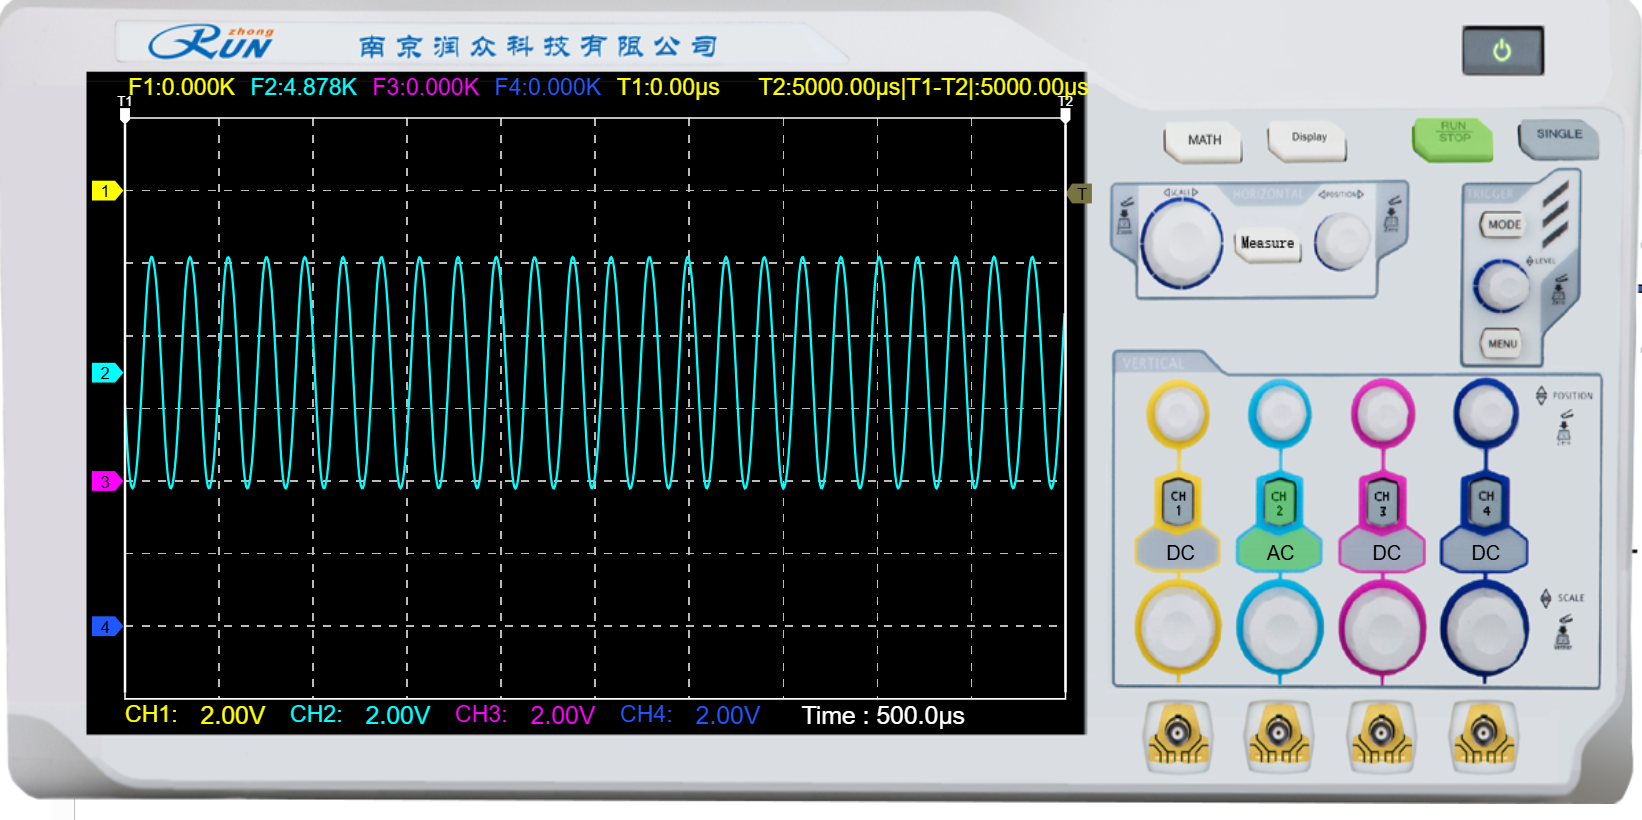 zhong
RUN
南京润众科技有限公司
F1:0.000K F2:4.878K F3:0.000K F4:0.000K T1:0.00μs T2:5000.00μs|T1-T2|:5000.00μs
T1 T2
MATH Display RUN STOP SINGLE
1
T
SCALE HORIZONTAL POSITION
TRIGGER
MODE
Measure
LEVEL
MENU
2
VERTICAL
POSITION
3
CH 1 CH 2 CH 3 CH 4
DC AC DC DC
4
SCALE
CH1: 2.00V CH2: 2.00V CH3: 2.00V CH4: 2.00V Time : 500.0μs